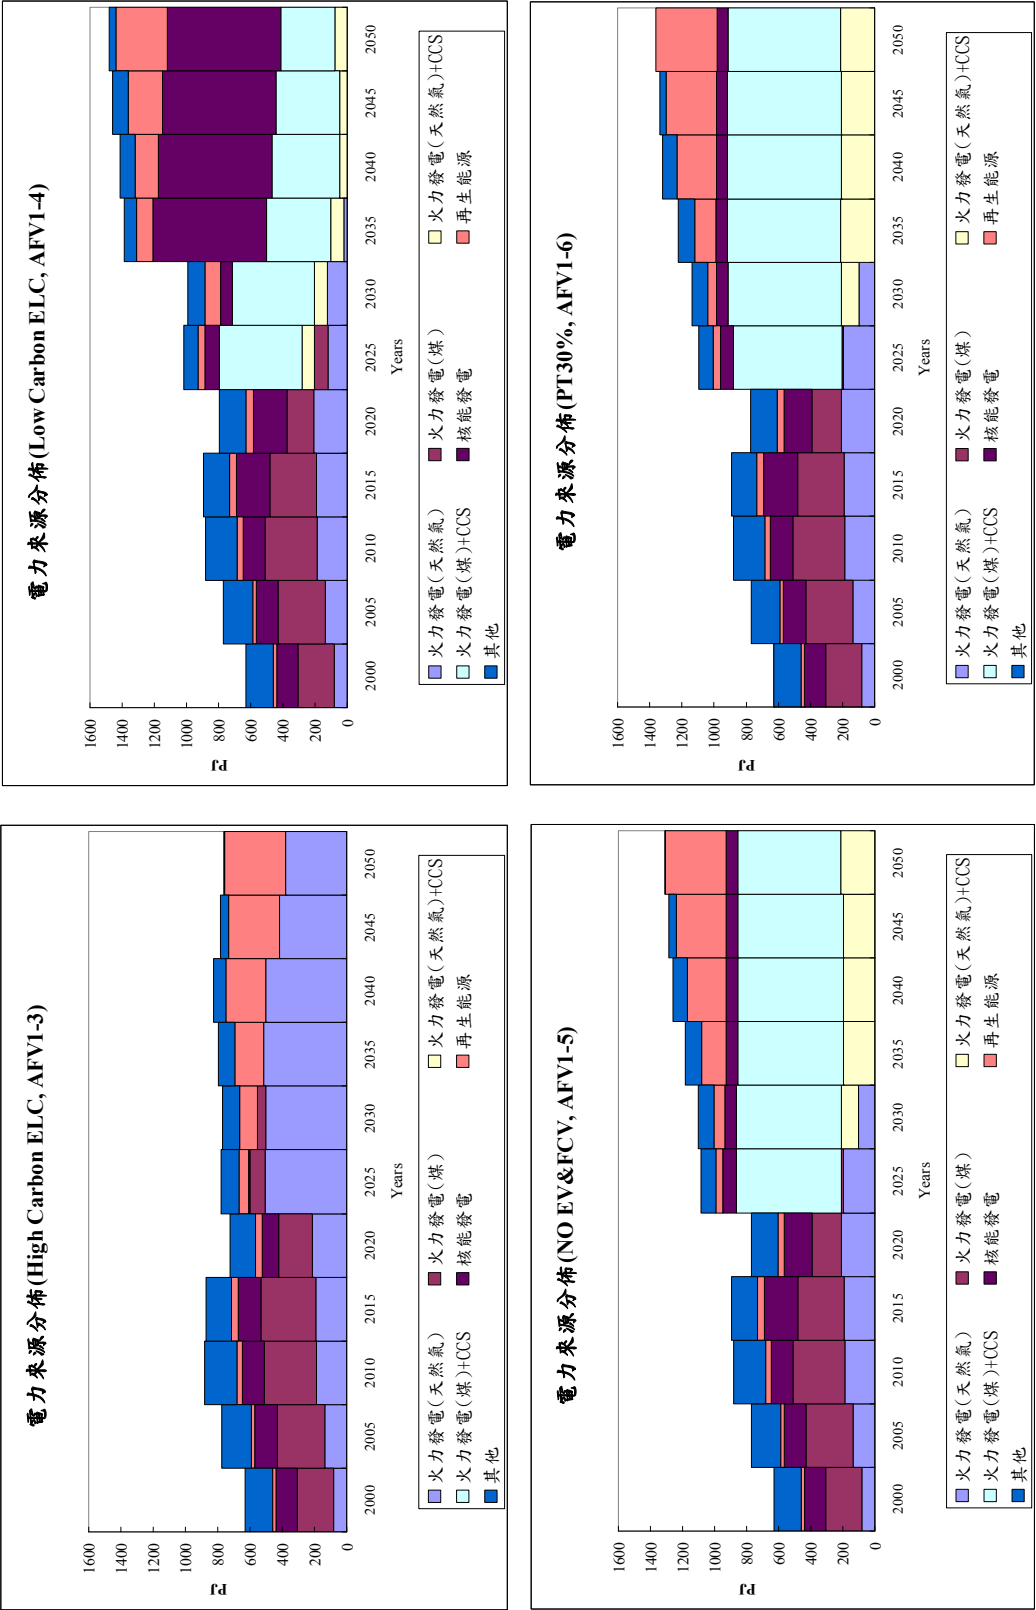 電力來源分佈(High Carbon ELC, AFV1-3)
PJ
1600
1400
1200
1000
800
600
400
200
0
2000 2005 2010 2015 2020 2025 2030 2035 2040 2045 2050
Years
火力發電(天然氣) 火力發電(煤) 火力發電(天然氣)+CCS
火力發電(煤)+CCS 核能發電 再生能源
其他
電力來源分佈(Low Carbon ELC, AFV1-4)
PJ
1600
1400
1200
1000
800
600
400
200
0
2000 2005 2010 2015 2020 2025 2030 2035 2040 2045 2050
Years
火力發電(天然氣) 火力發電(煤) 火力發電(天然氣)+CCS
火力發電(煤)+CCS 核能發電 再生能源
其他
電力來源分佈(NO EV&FCV, AFV1-5)
PJ
1600
1400
1200
1000
800
600
400
200
0
2000 2005 2010 2015 2020 2025 2030 2035 2040 2045 2050
Years
火力發電(天然氣) 火力發電(煤) 火力發電(天然氣)+CCS
火力發電(煤)+CCS 核能發電 再生能源
其他
電力來源分佈(PT30%, AFV1-6)
PJ
1600
1400
1200
1000
800
600
400
200
0
2000 2005 2010 2015 2020 2025 2030 2035 2040 2045 2050
Years
火力發電(天然氣) 火力發電(煤) 火力發電(天然氣)+CCS
火力發電(煤)+CCS 核能發電 再生能源
其他